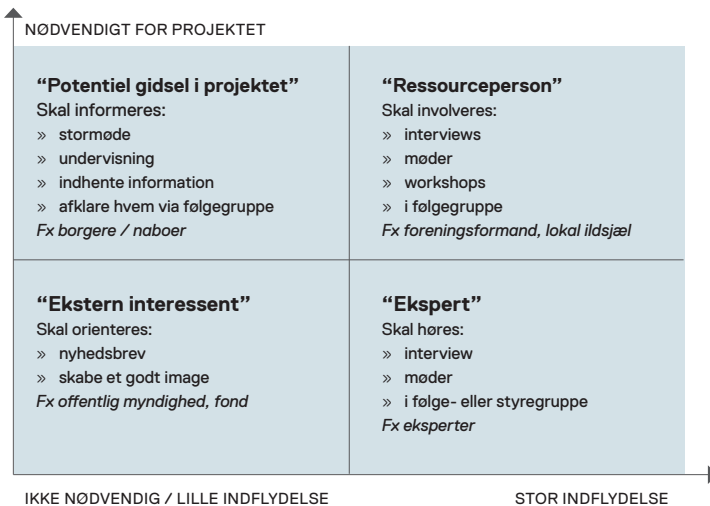 NØDVENDIGT FOR PROJEKTET
“Potentiel gidsel i projektet”
Skal informeres:
» stormøde
» undervisning
» indhente information
» afklare hvem via følgegruppe
Fx borgere / naboer
“Ressourceperson”
Skal involveres:
» interviews
» møder
» workshops
» i følgegruppe
Fx foreningsformand, lokal ildsjæl
“Ekstern interessent”
Skal orienteres:
» nyhedsbrev
» skabe et godt image
Fx offentlig myndighed, fond
“Ekspert”
Skal høres:
» interview
» møder
» i følge- eller styregruppe
Fx eksperter
IKKE NØDVENDIG / LILLE INDFLYDELSE
STOR INDFLYDELSE